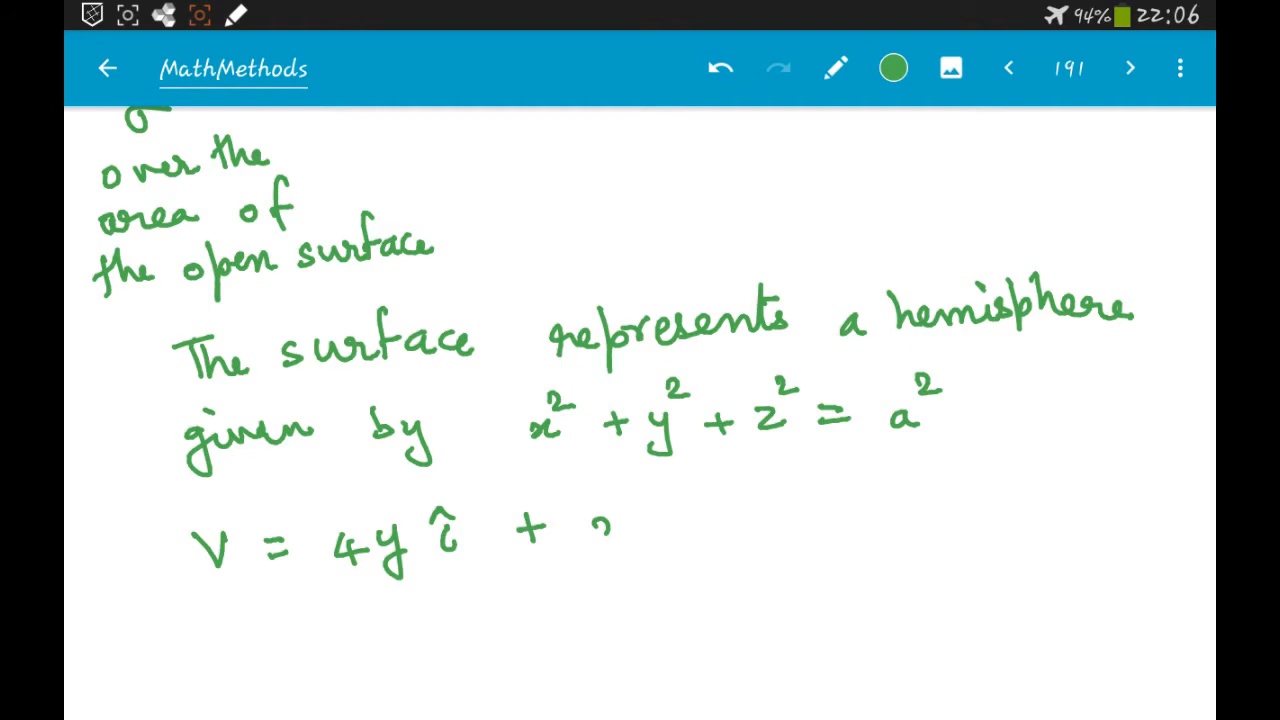 94% 22:06
MathMethods 191
σ
over the
area of
the open surface
The surface represents a hemisphere
given by x² + y² + z² = a²
V = 4y î +